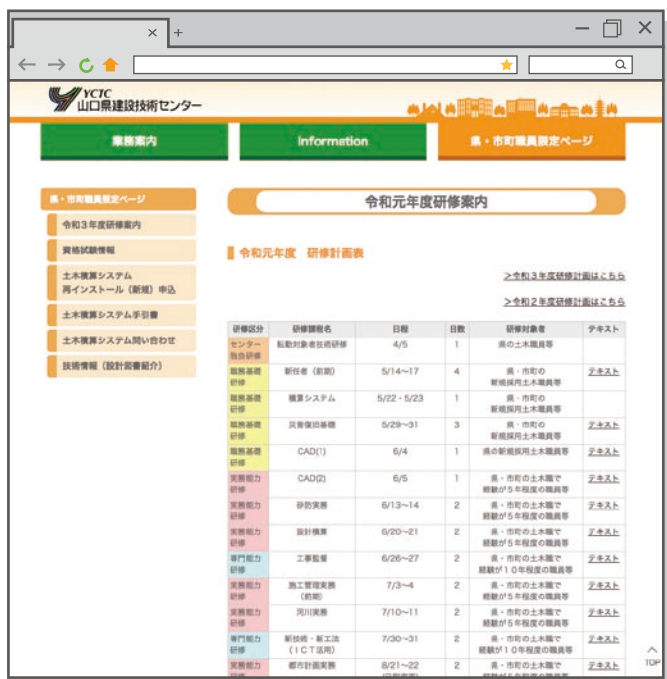 YCTC
山口県建設技術センター
業務案内
Information
県・市町職員限定ページ
県・市町職員限定ページ
令和3年度研修案内
資格試験情報
土木積算システム
再インストール（新規）申込
土木積算システム手引書
土木積算システム問い合わせ
技術情報（設計図書紹介）
令和元年度研修案内
令和元年度 研修計画表
＞令和３年度研修計画はこちら
＞令和２年度研修計画はこちら
研修区分 研修課程名 日程 日数 研修対象者 テキスト
センター独自研修 転勤対象者技術研修 4/5 1 県の土木職員等
職務基礎研修 新任者（前期） 5/14〜17 4 県・市町の新規採用土木職員等 テキスト
職務基礎研修 積算システム 5/22・5/23 1 県・市町の新規採用土木職員等
職務基礎研修 災害復旧基礎 5/29〜31 3 県・市町の新規採用土木職員等 テキスト
職務基礎研修 CAD(1) 6/4 1 県の新規採用土木職員等 テキスト
実務能力研修 CAD(2) 6/5 1 県・市町の土木職で経験が５年程度の職員等 テキスト
実務能力研修 砂防実務 6/13〜14 2 県・市町の土木職で経験が５年程度の職員等 テキスト
実務能力研修 設計積算 6/20〜21 2 県・市町の土木職で経験が５年程度の職員等 テキスト
専門能力研修 工事監督 6/26〜27 2 県・市町の土木職で経験が１０年程度の職員等 テキスト
実務能力研修 施工管理実務（前期） 7/3〜4 2 県・市町の土木職で経験が５年程度の職員等 テキスト
実務能力研修 河川実務 7/10〜11 2 県・市町の土木職で経験が５年程度の職員等 テキスト
専門能力研修 新技術・新工法（ＩＣＴ活用） 7/30〜31 2 県・市町の土木職で経験が１０年程度の職員等 テキスト
実務能力 都市計画実務 8/21〜22 2 県・市町の土木職で テキスト
TOP